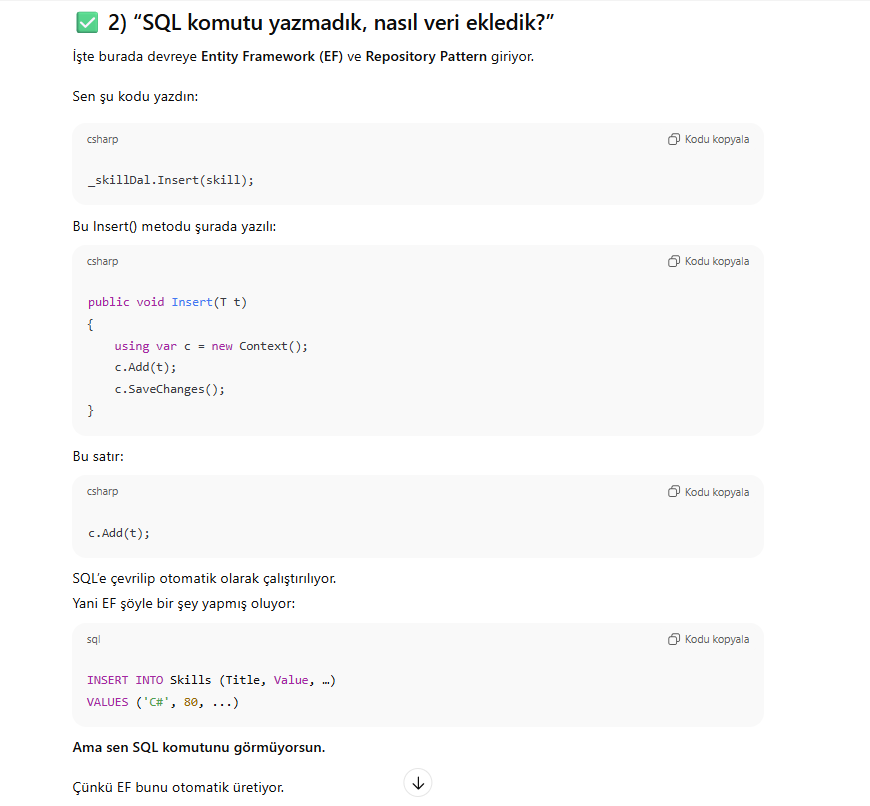 ✅ 2) “SQL komutu yazmadık, nasıl veri ekledik?”
İşte burada devreye Entity Framework (EF) ve Repository Pattern giriyor.
Sen şu kodu yazdın:
csharp Kodu kopyala
_skillDal.Insert(skill);
Bu Insert() metodu şurada yazılı:
csharp Kodu kopyala
public void Insert(T t)
{
    using var c = new Context();
    c.Add(t);
    c.SaveChanges();
}
Bu satır:
csharp Kodu kopyala
c.Add(t);
SQL’e çevrilip otomatik olarak çalıştırılıyor.
Yani EF şöyle bir şey yapmış oluyor:
sql Kodu kopyala
INSERT INTO Skills (Title, Value, …)
VALUES ('C#', 80, ...)
Ama sen SQL komutunu görmüyorsun.
Çünkü EF bunu otomatik üretiyor.